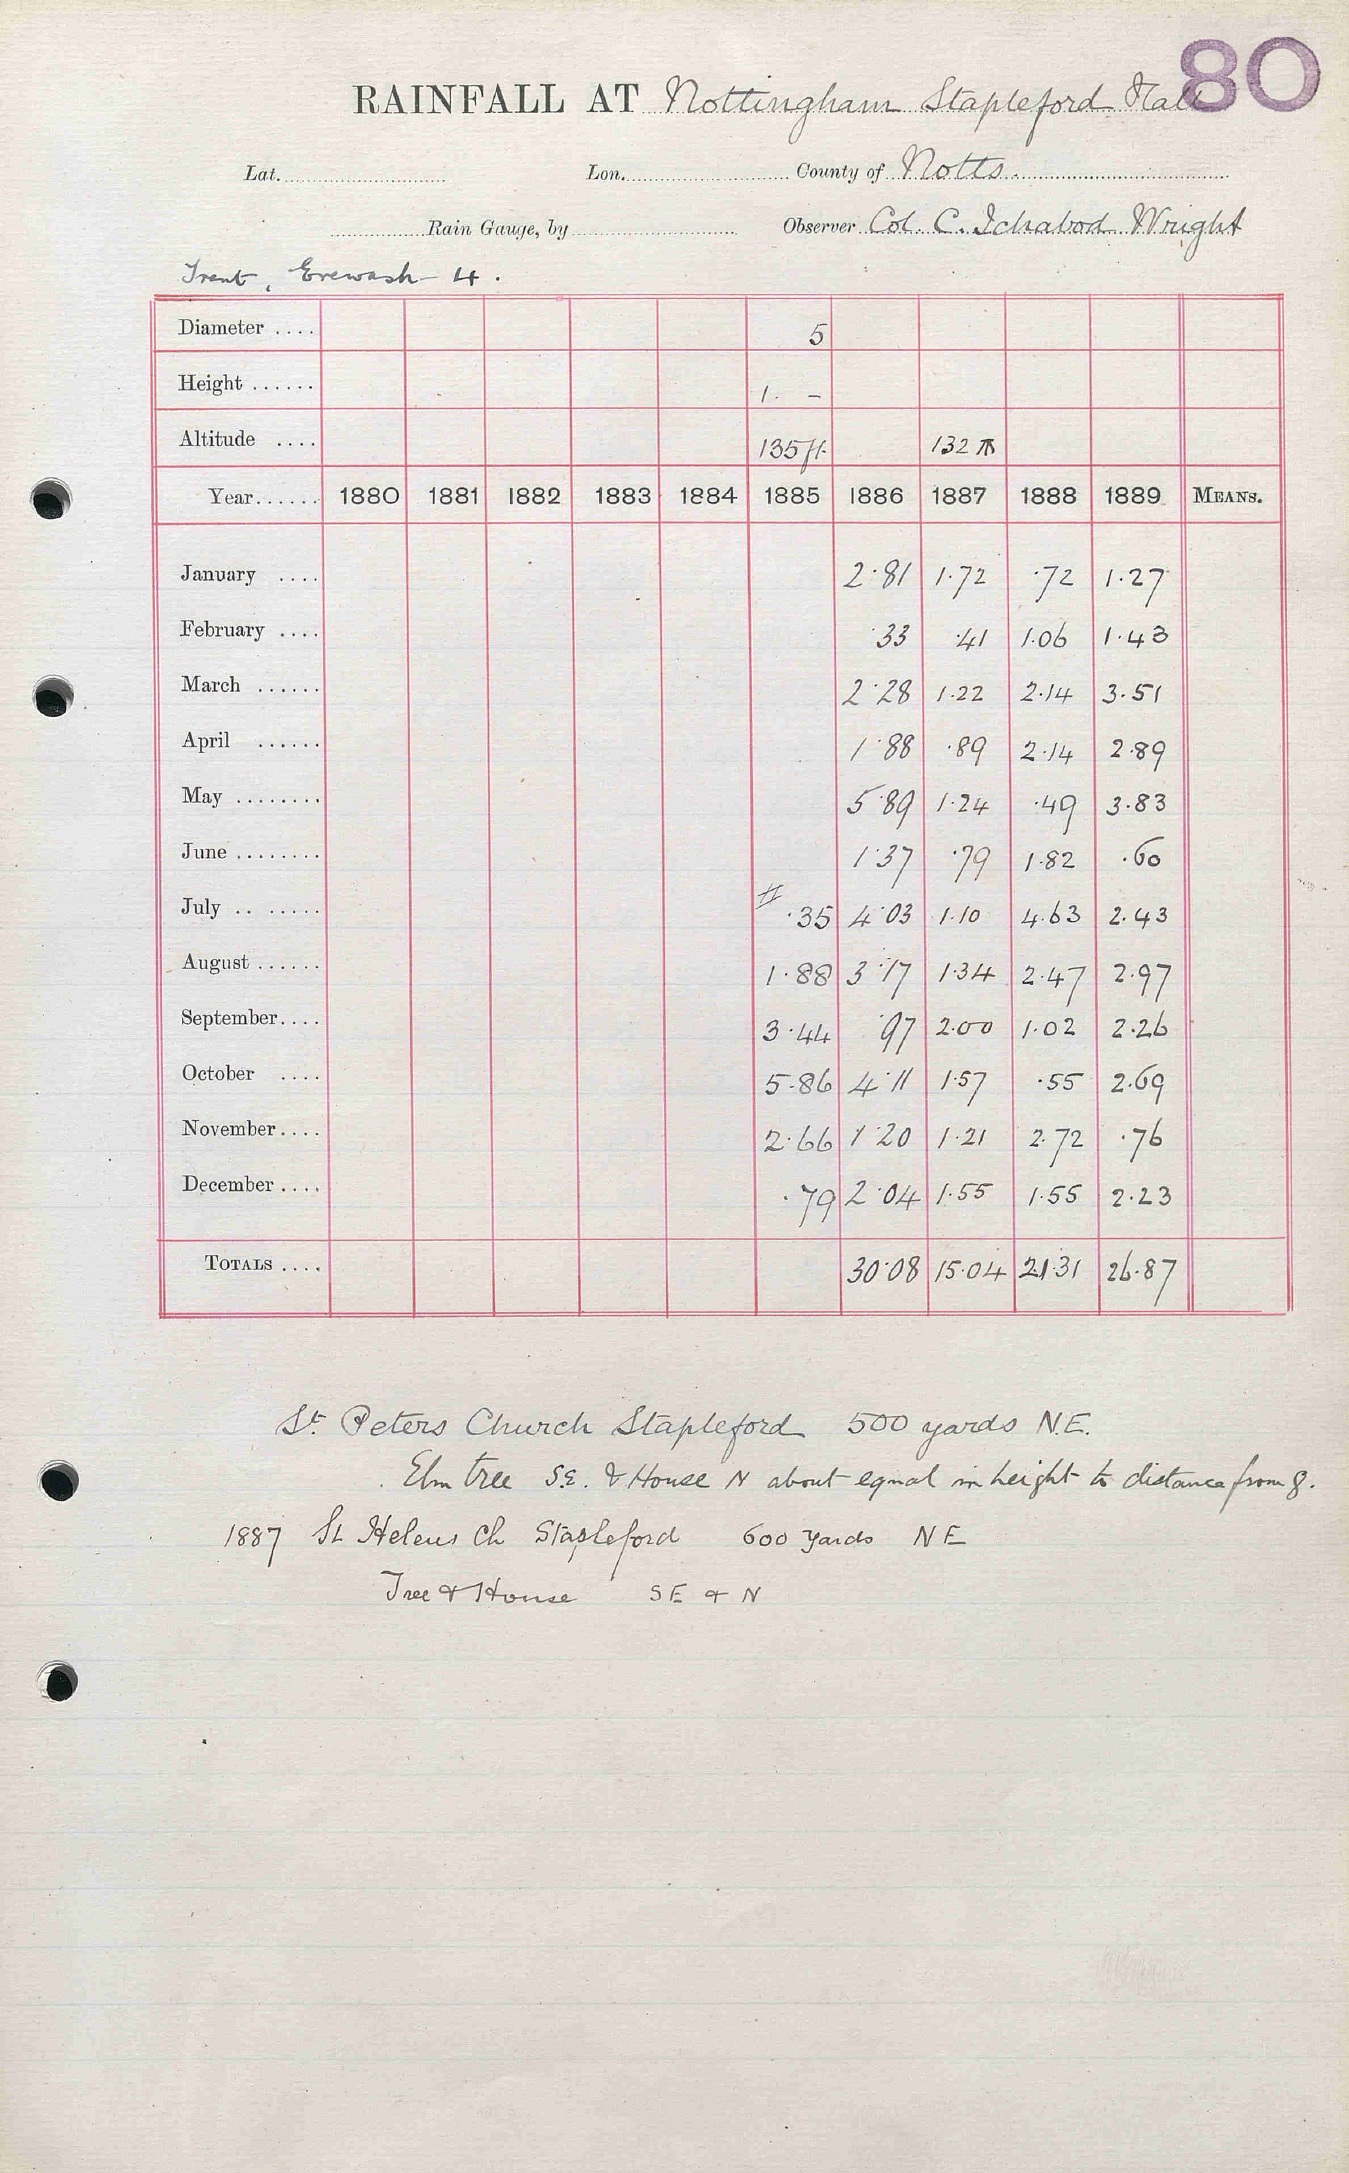 80
RAINFALL AT Nottingham Stapleford Hall
Lat. Lon. County of Notts.
Rain Gauge, by Observer Col. C. Ichabod Wright
Trent, Erewash 4.
Diameter .... 5
Height ...... 1. –
Altitude .... 135 ft. 132
Year...... 1880 1881 1882 1883 1884 1885 1886 1887 1888 1889 MEANS.
January .... 2·81 1·72 ·72 1·27
February .... ·33 ·41 1·06 1·43
March ...... 2·28 1·22 2·14 3·51
April ...... 1·88 ·89 2·14 2·89
May ........ 5·89 1·24 ·49 3·83
June ........ 1·37 ·79 1·82 ·60
July .. ..... # ·35 4·03 1·10 4·63 2·43
August ...... 1·88 3·17 1·34 2·47 2·97
September.... 3·44 ·97 2·00 1·02 2·26
October .... 5·86 4·11 1·57 ·55 2·69
November.... 2·66 1·20 1·21 2·72 ·76
December .... ·79 2·04 1·55 1·55 2·23
TOTALS .... 30·08 15·04 21·31 26·87
St. Peters Church Stapleford 500 yards N.E.
Elm tree S.E. & House N about equal in height to distance from g.
1887 St Helens Ch Stapleford 600 yards NE
Tree & House SE & N